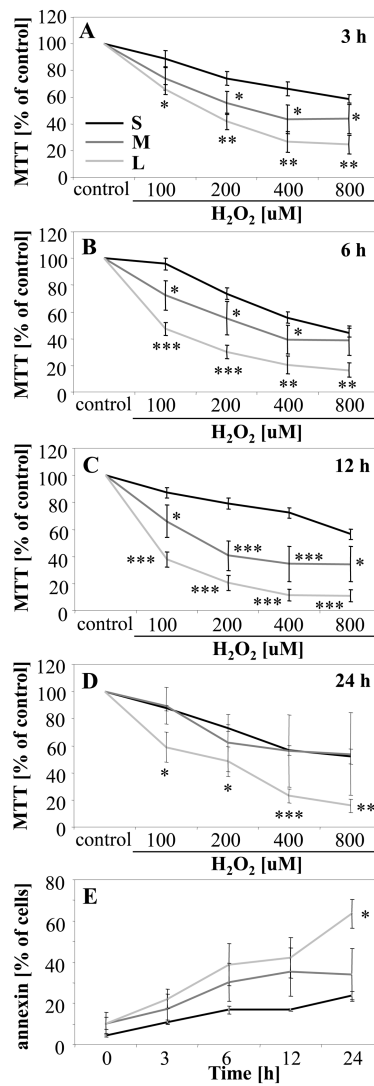 A 3 h
MTT [% of control]
120
100
80
60
40
20
0
S
M
L
* * * *
* ** ** **
control 100 200 400 800
H₂O₂ [uM]
B 6 h
MTT [% of control]
120
100
80
60
40
20
0
* * *
*** *** ** **
control 100 200 400 800
H₂O₂ [uM]
C 12 h
MTT [% of control]
120
100
80
60
40
20
0
* *** *** *
*** *** *** ***
control 100 200 400 800
H₂O₂ [uM]
D 24 h
MTT [% of control]
120
100
80
60
40
20
0
* * *** **
control 100 200 400 800
H₂O₂ [uM]
E
annexin [% of cells]
80
60
40
20
0
*
0 3 6 12 24
Time [h]